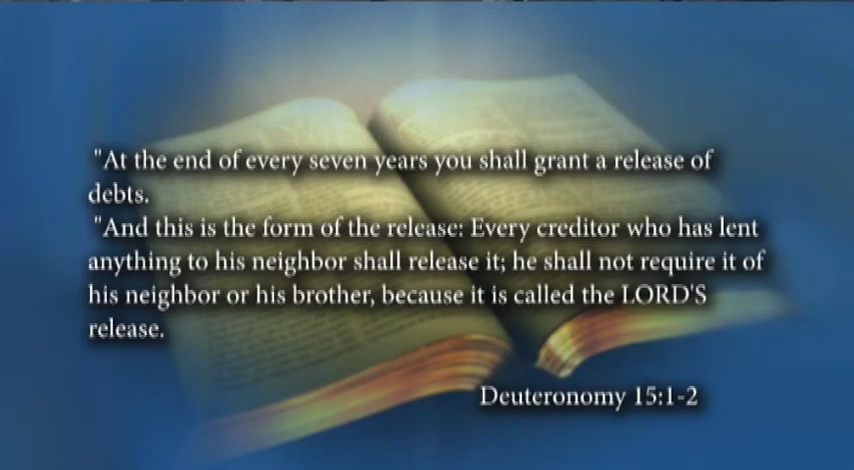 "At the end of every seven years you shall grant a release of
debts.
"And this is the form of the release: Every creditor who has lent
anything to his neighbor shall release it; he shall not require it of
his neighbor or his brother, because it is called the LORD'S
release.
Deuteronomy 15:1-2